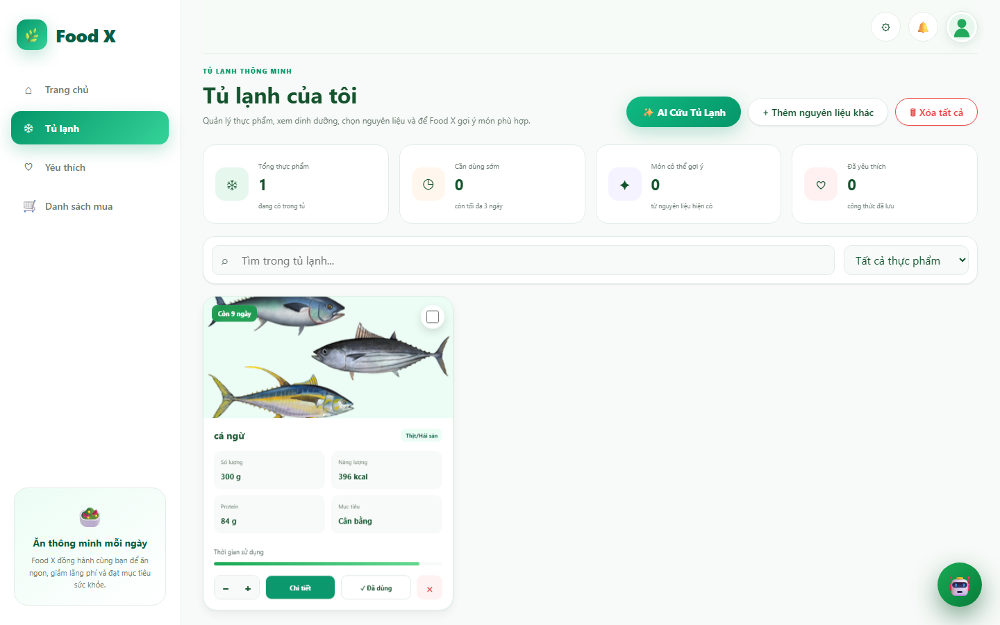 Food X
Trang chủ
Tủ lạnh
Yêu thích
Danh sách mua
Ăn thông minh mỗi ngày
Food X đồng hành cùng bạn để ăn
ngon, giảm lãng phí và đạt mục tiêu
sức khỏe.
TỦ LẠNH THÔNG MINH
Tủ lạnh của tôi
Quản lý thực phẩm, xem dinh dưỡng, chọn nguyên liệu và để Food X gợi ý món phù hợp.
AI Cứu Tủ Lạnh
+ Thêm nguyên liệu khác
Xóa tất cả
Tổng thực phẩm
1
đang có trong tủ
Cần dùng sớm
0
còn tối đa 3 ngày
Món có thể gợi ý
0
từ nguyên liệu hiện có
Đã yêu thích
0
công thức đã lưu
Tìm trong tủ lạnh...
Tất cả thực phẩm
Còn 9 ngày
cá ngừ
Thịt/Hải sản
Số lượng
300 g
Năng lượng
396 kcal
Protein
84 g
Mục tiêu
Cân bằng
Thời gian sử dụng
− +
Chi tiết
✓ Đã dùng
×